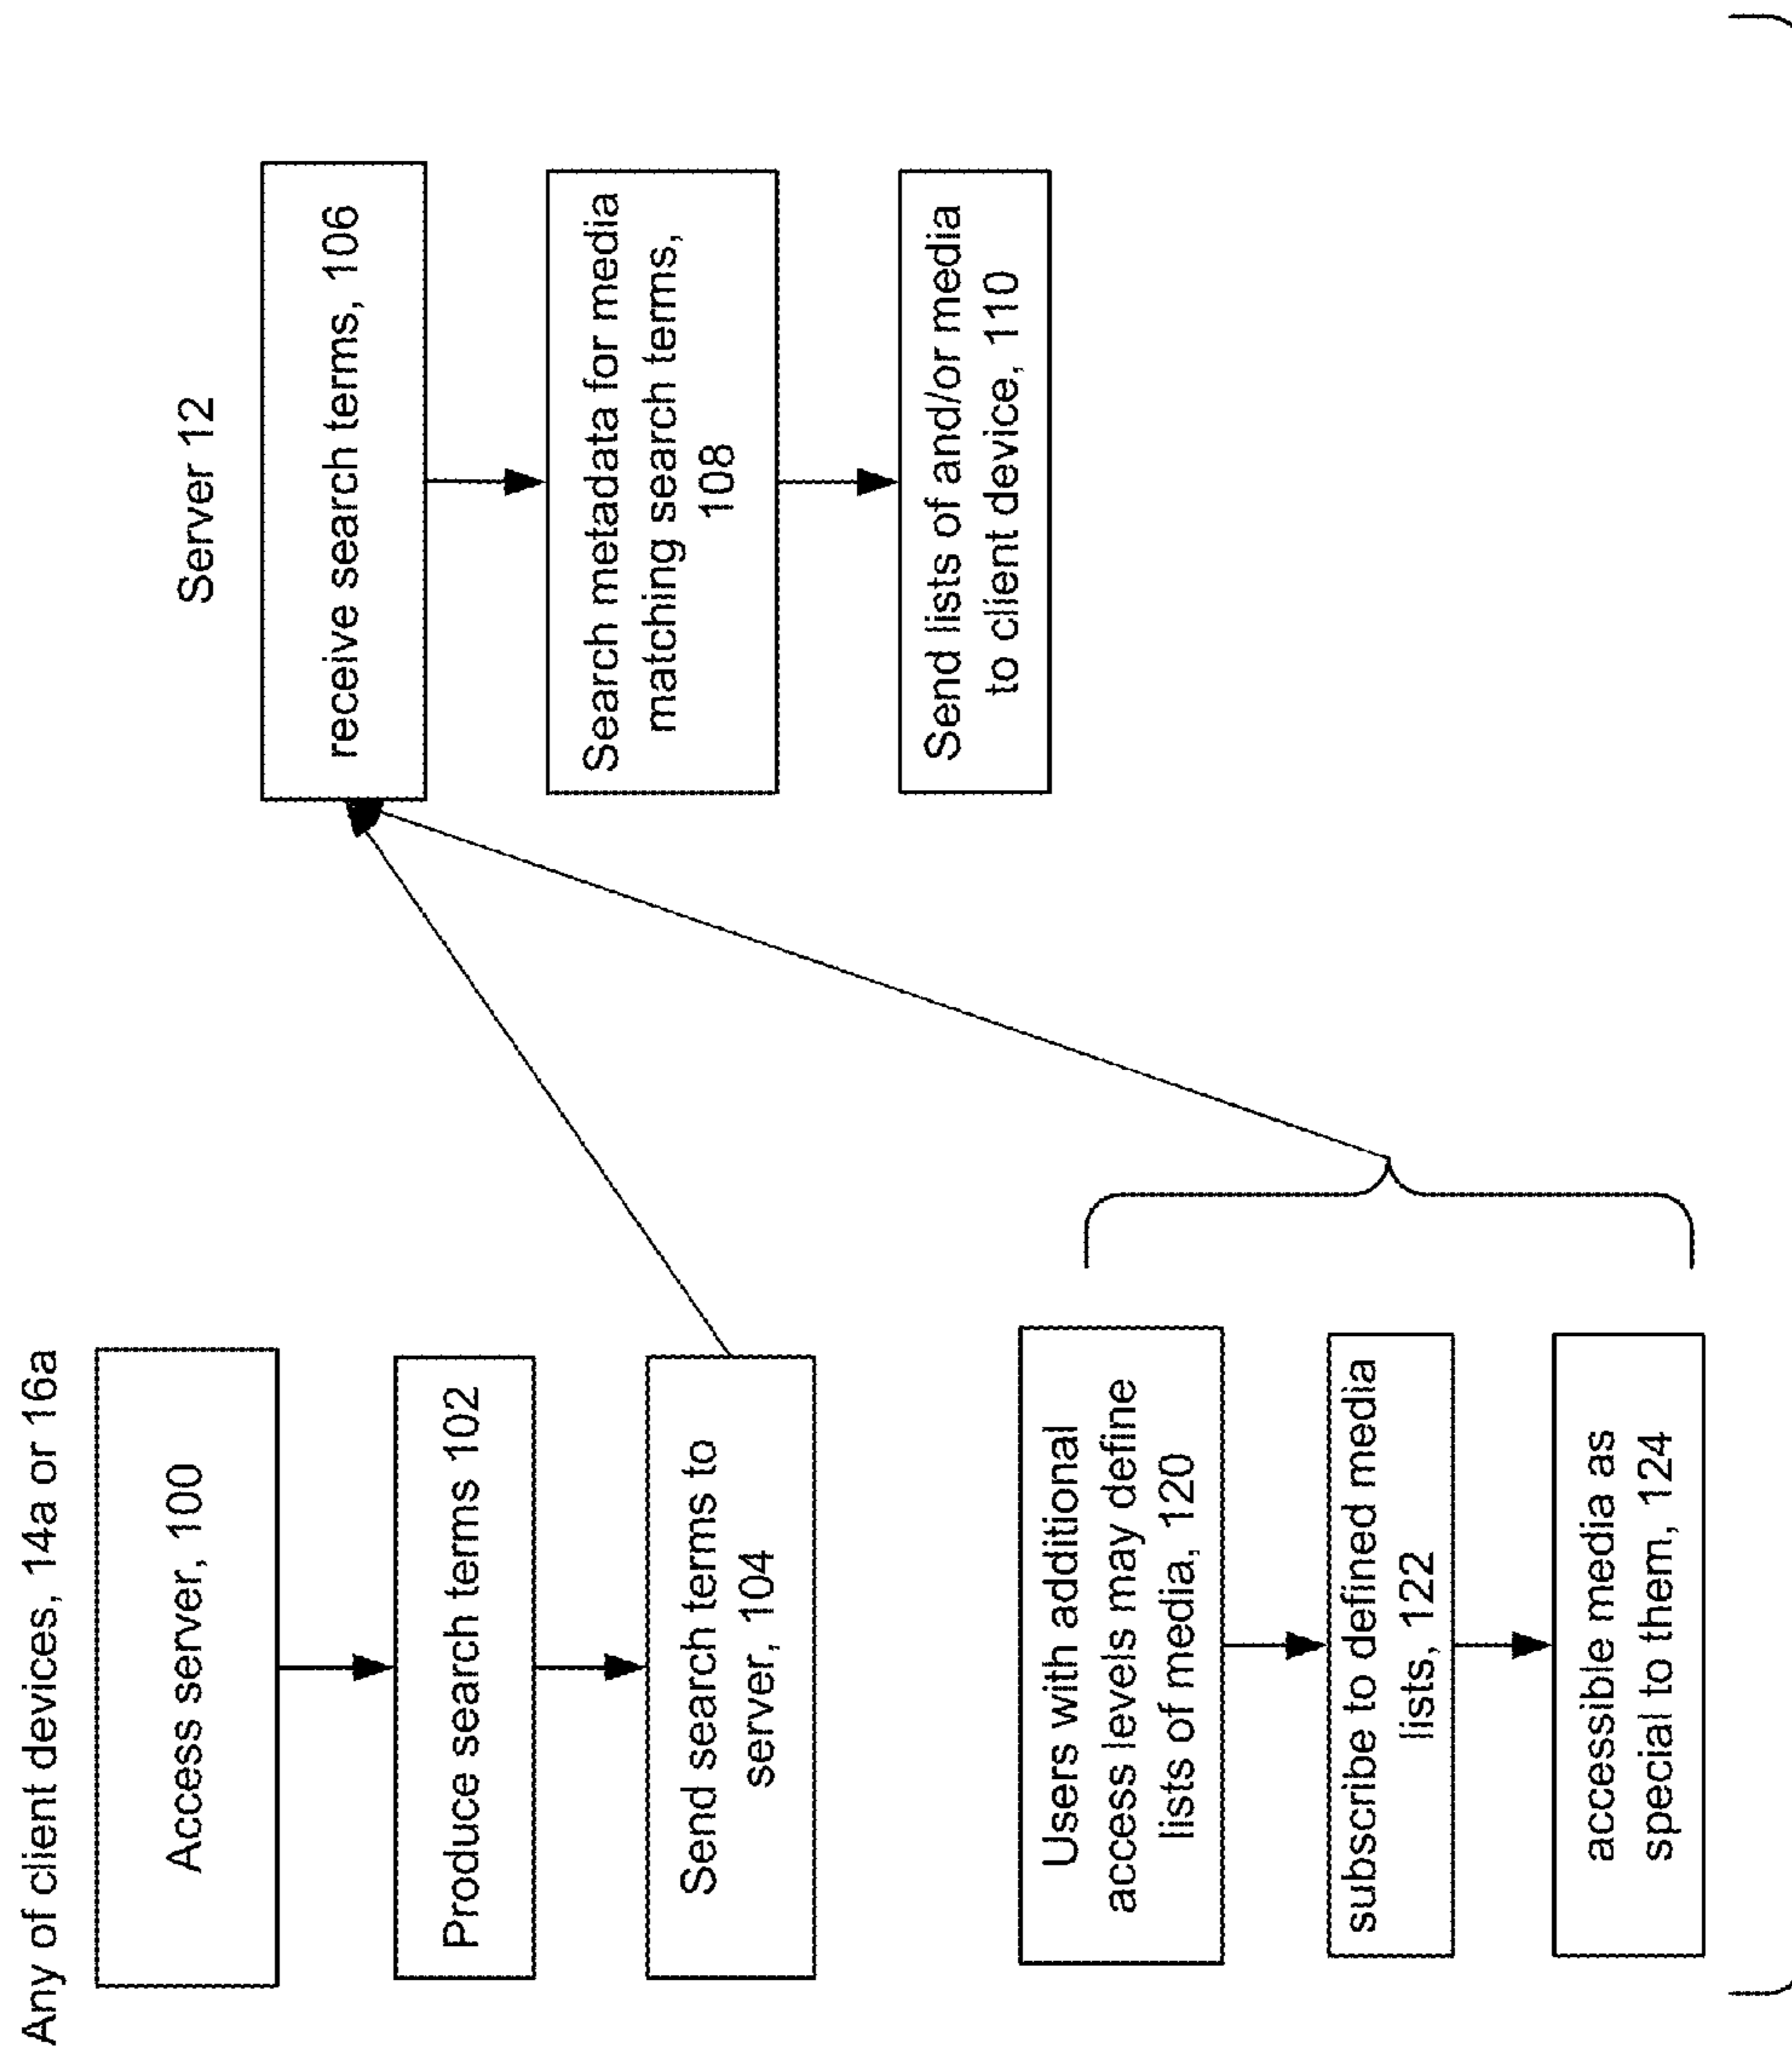 Any of client devices, 14a or 16a
Access server, 100
Produce search terms 102
Send search terms to
server, 104
Users with additional
access levels may define
lists of media, 120
subscribe to defined media
lists, 122
accessible media as
special to them, 124
Server 12
receive search terms, 106
Search metadata for media
matching search terms,
108
Send lists of and/or media
to client device, 110